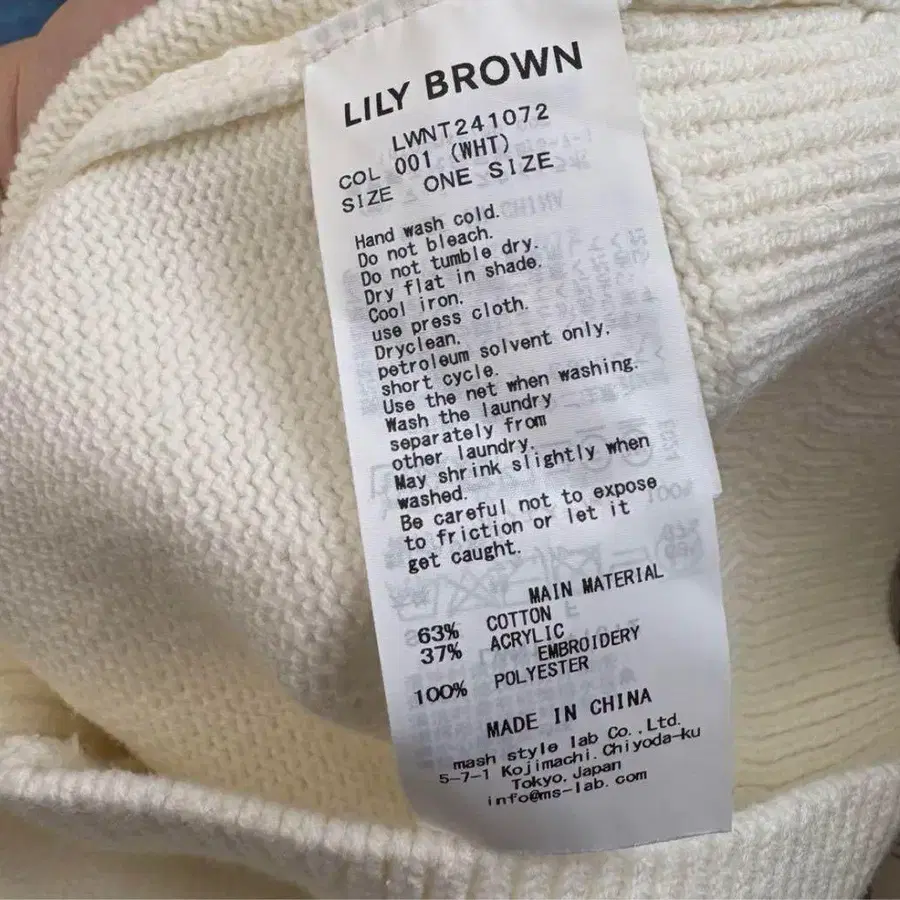 LILY BROWN
LWNT241072
COL 001 (WHT)
SIZE ONE SIZE
Hand wash cold.
Do not bleach.
Do not tumble dry.
Dry flat in shade.
Cool iron.
use press cloth.
Dryclean.
petroleum solvent only.
short cycle.
Use the net when washing.
Wash the laundry
separately from
other laundry.
May shrink slightly when
washed.
Be careful not to expose
to friction or let it
get caught.
MAIN MATERIAL
63% COTTON
37% ACRYLIC
EMBROIDERY
100% POLYESTER
MADE IN CHINA
mash style lab Co.,Ltd.
5-7-1 Kojimachi.Chiyoda-ku
Tokyo.Japan
info@ms-lab.com